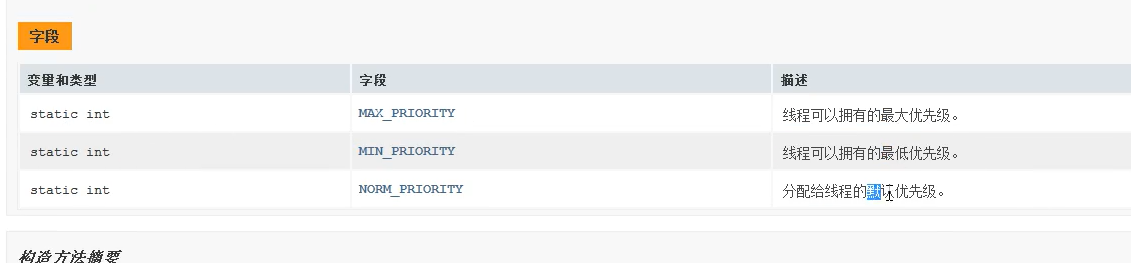 字段
变量和类型 字段 描述
static int MAX_PRIORITY 线程可以拥有的最大优先级。
static int MIN_PRIORITY 线程可以拥有的最低优先级。
static int NORM_PRIORITY 分配给线程的默认优先级。
构造方法摘要